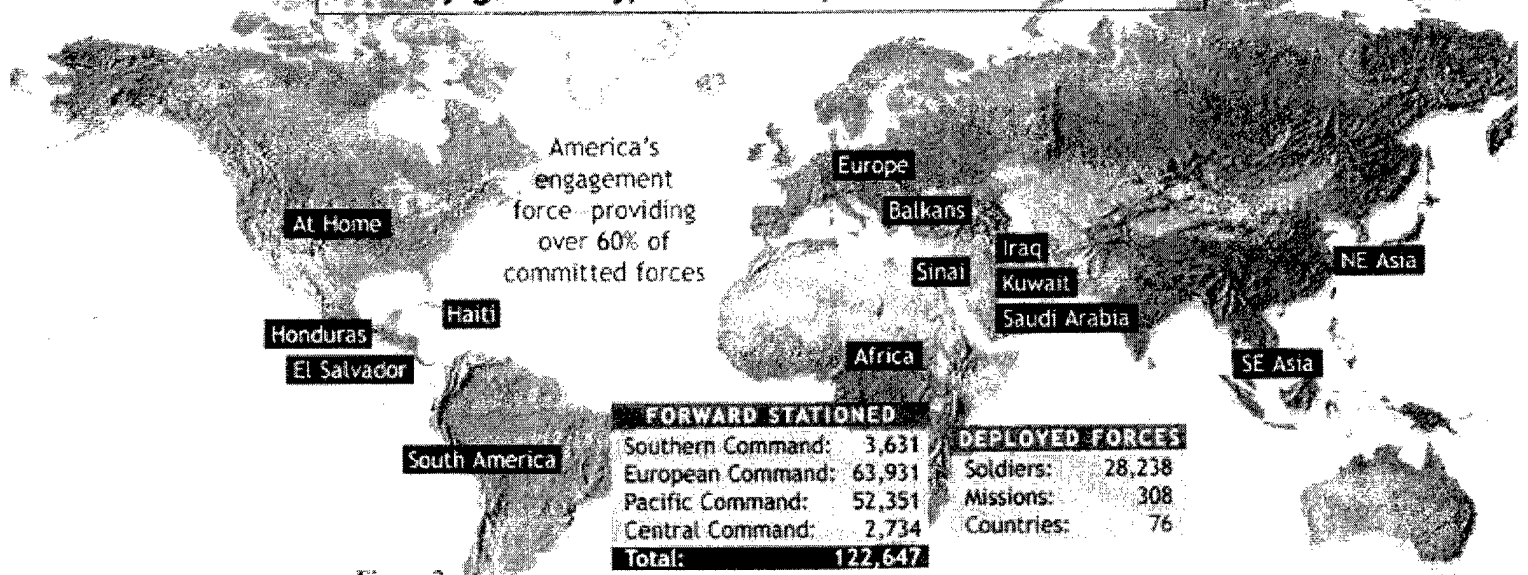 America's
engagement
force providing
over 60% of
committed forces
Europe
Balkans
At Home
Iraq
Sinai
Kuwait
NE Asia
Saudi Arabia
Haiti
Honduras
El Salvador
Africa
SE Asia
South America
FORWARD STATIONED
Southern Command: 3,631
European Command: 63,931
Pacific Command: 52,351
Central Command: 2,734
Total: 122,647
DEPLOYED FORCES
Soldiers: 28,238
Missions: 308
Countries: 76